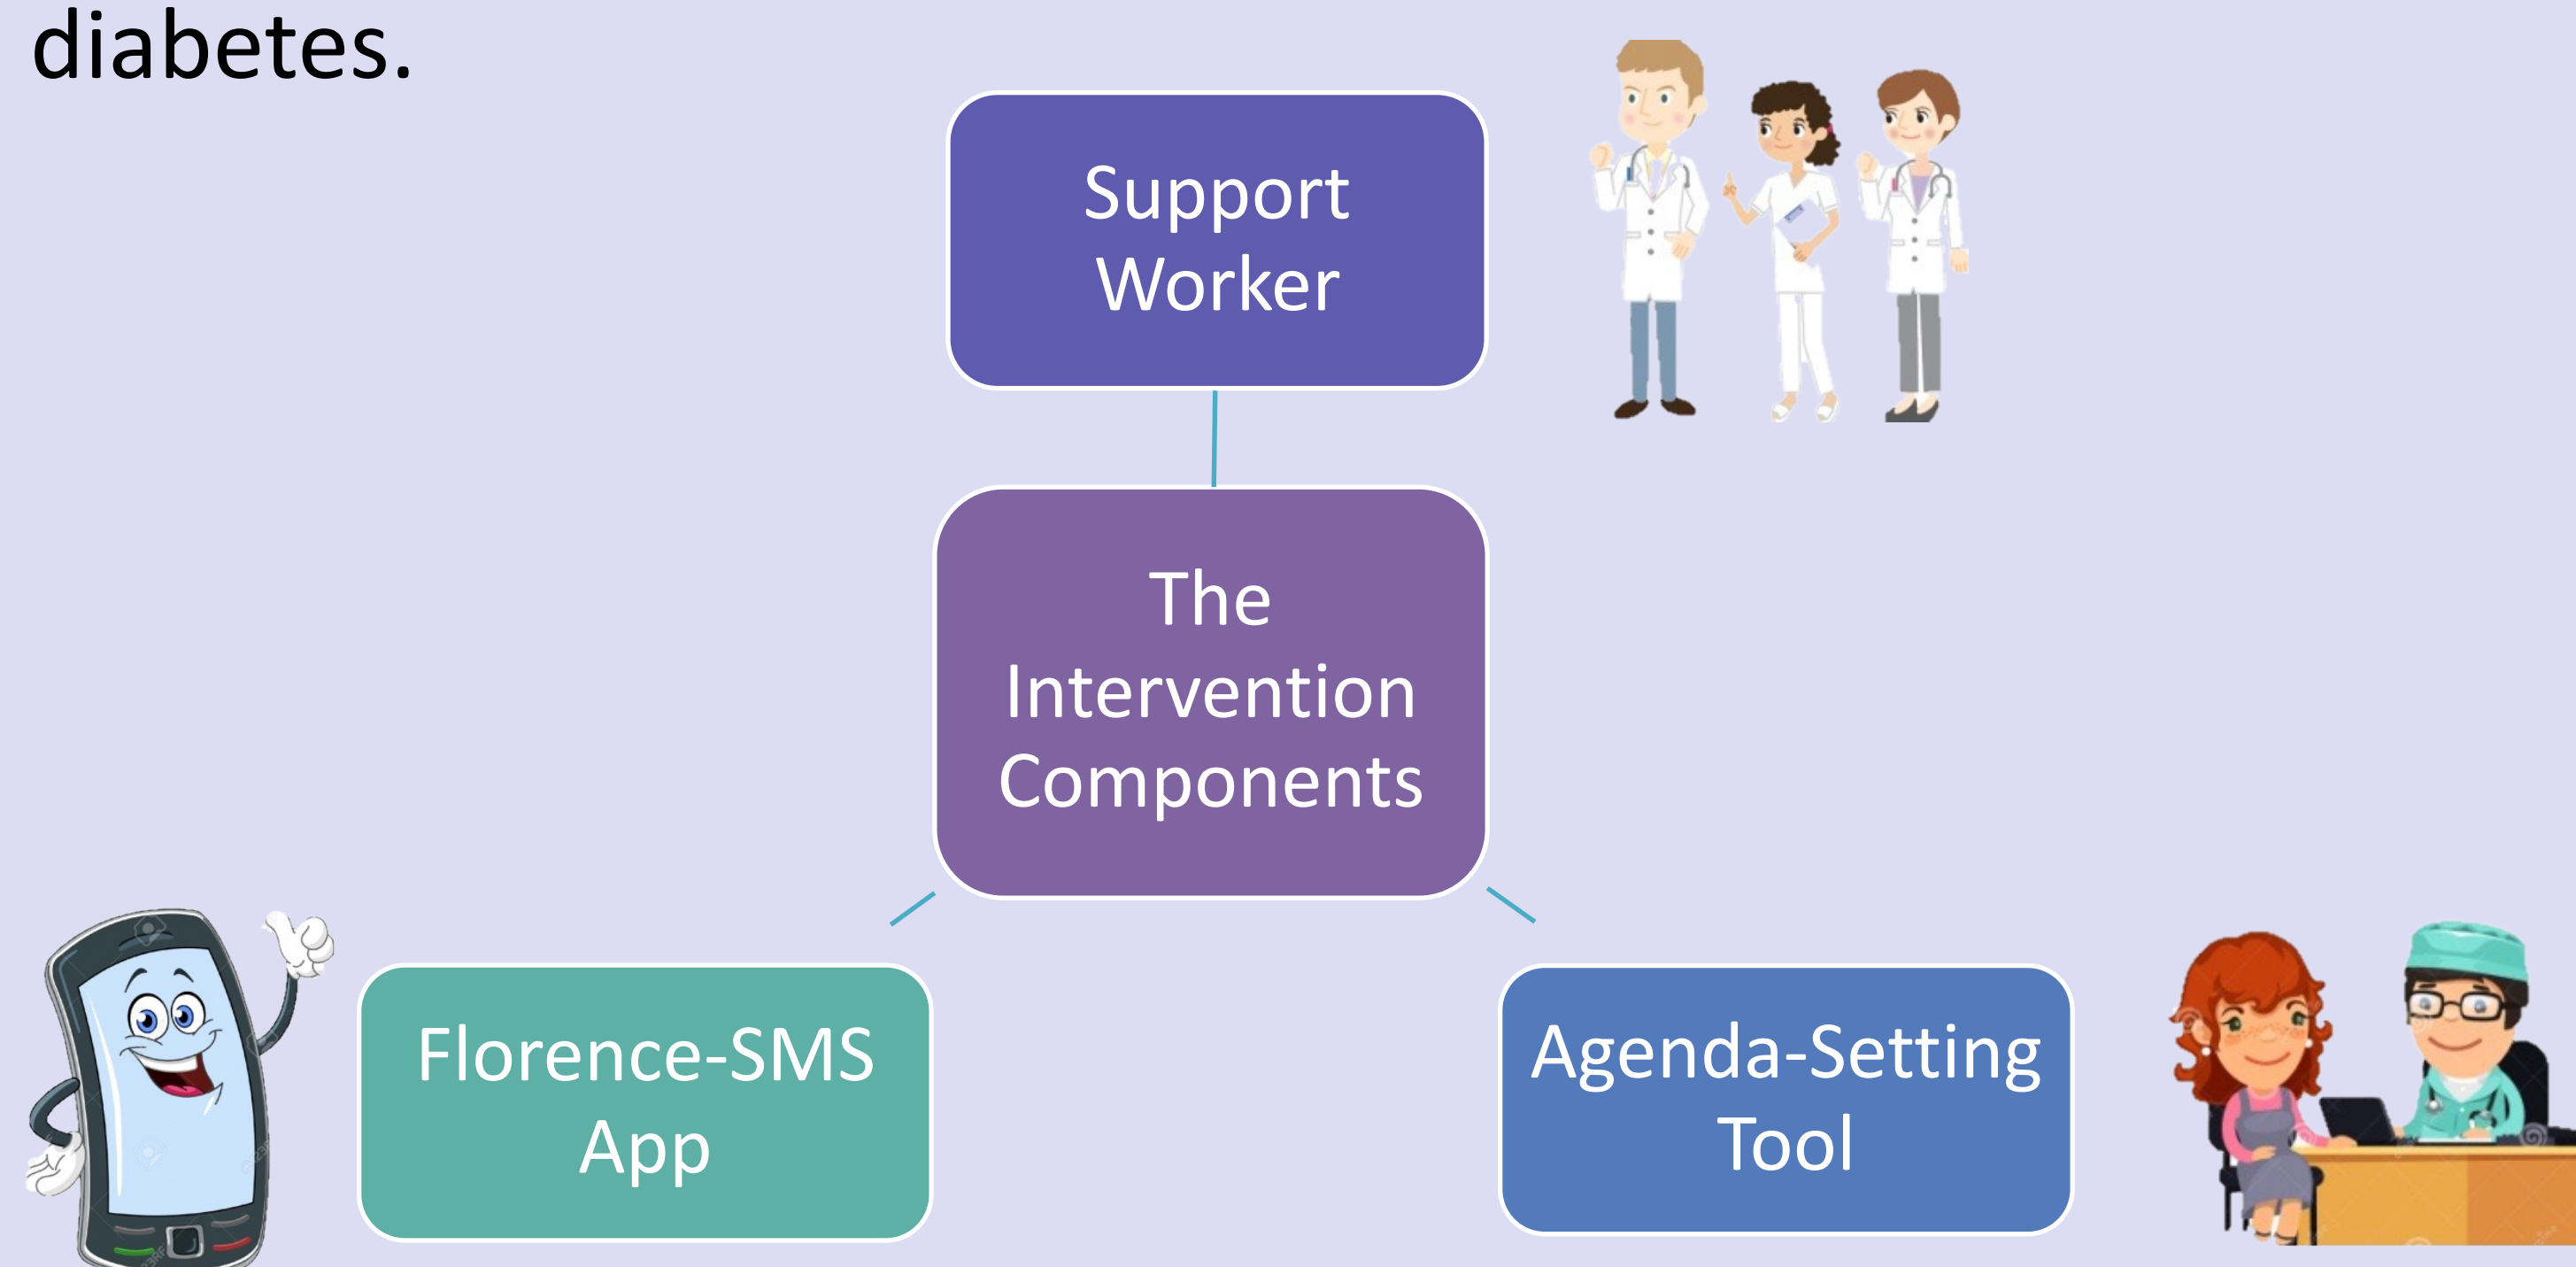 diabetes.
Support
Worker
The
Intervention
Components
Florence-SMS
App
Agenda-Setting
Tool